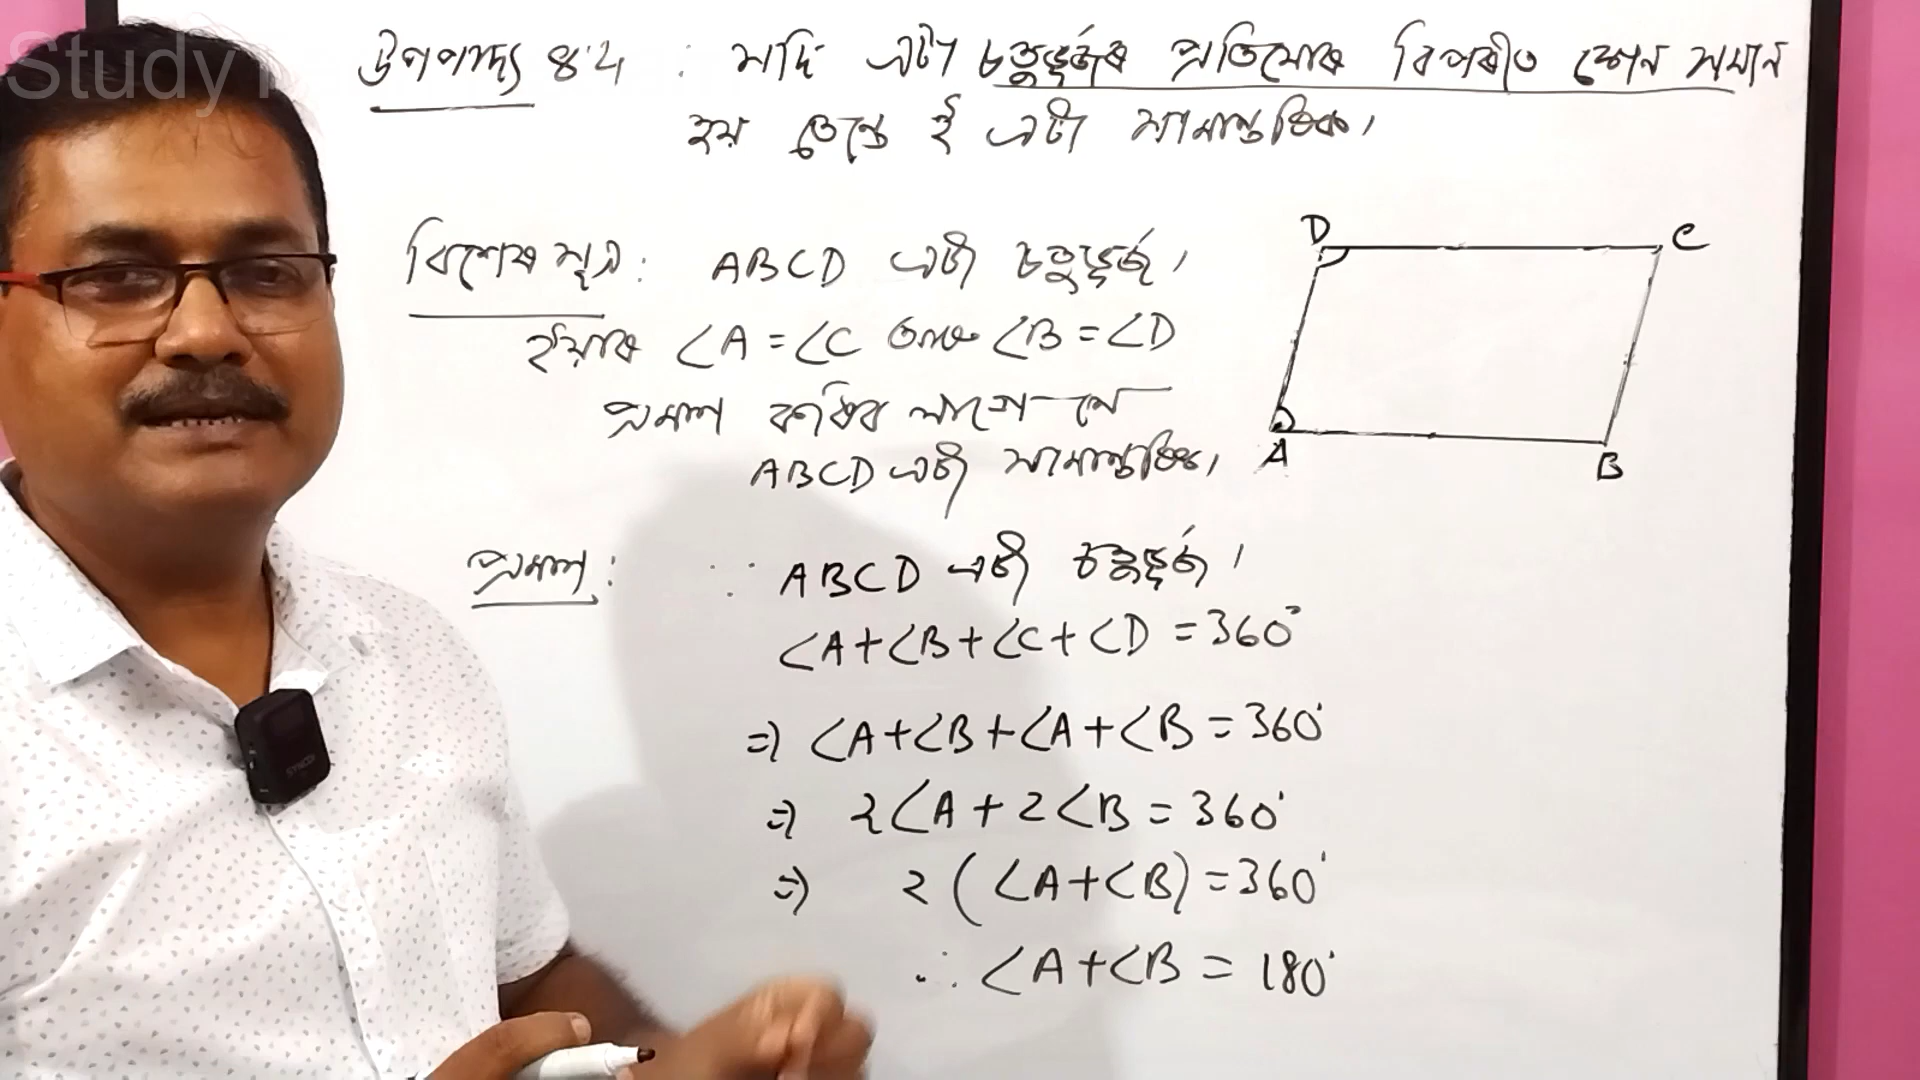 Study
উপপাদ্য ৪.4 : যদি এটা চতুৰ্ভূজৰ প্ৰতিযোৰ বিপৰীত কোন সমান
হয় তেন্তে ই এটা সামান্তৰিক।
বিশেষ সূত্ৰ : ABCD এটা চতুৰ্ভূজ।
ইয়াৰ ∠A = ∠C আৰু ∠B = ∠D
প্ৰমাণ কৰিব লাগে যে
ABCD এটা সামান্তৰিক।
D C
A B
প্ৰমাণ : ∵ ABCD এটা চতুৰ্ভূজ।
∠A + ∠B + ∠C + ∠D = 360°
⇒ ∠A + ∠B + ∠A + ∠B = 360°
⇒ 2∠A + 2∠B = 360°
⇒ 2 (∠A + ∠B) = 360°
∴ ∠A + ∠B = 180°